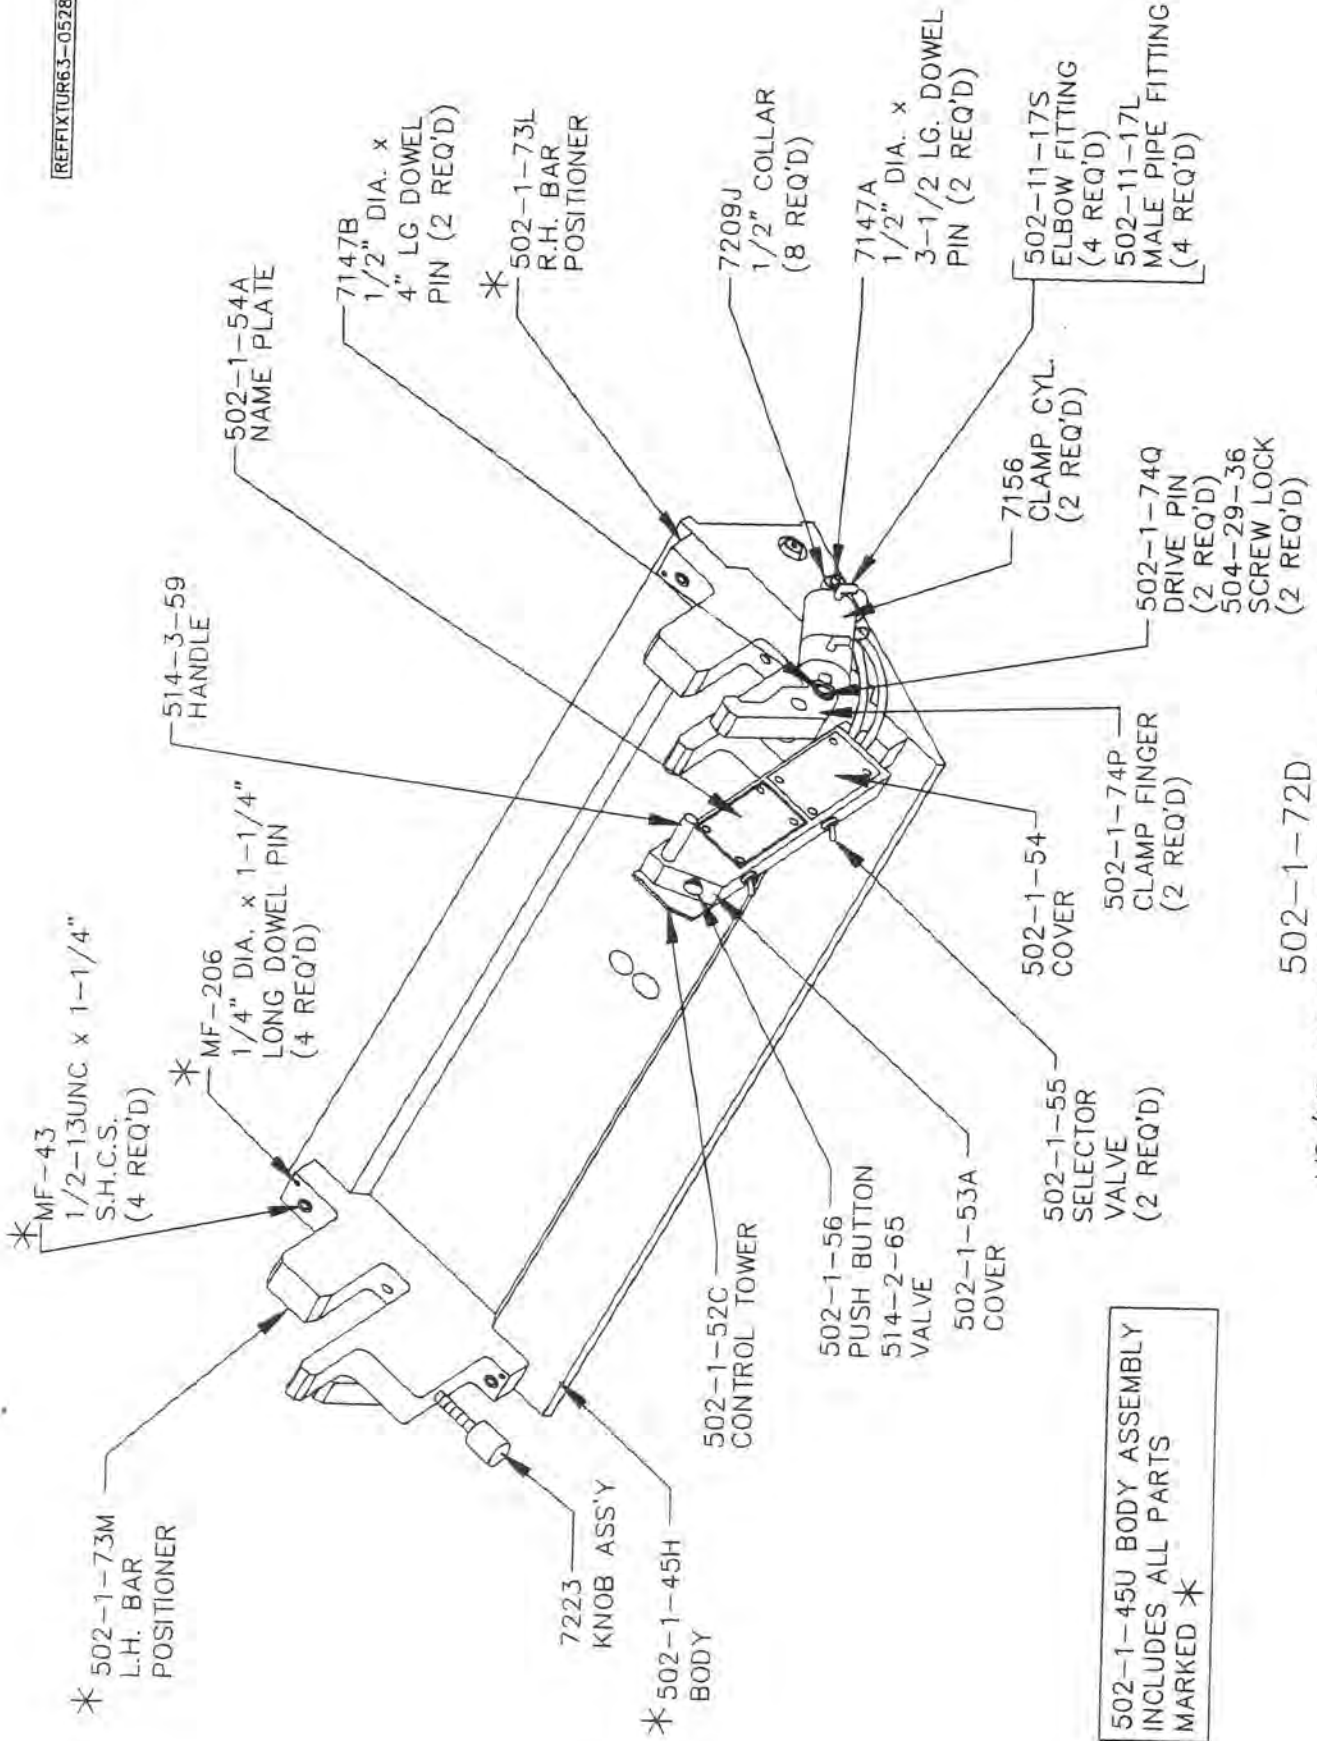 REFFIXTUR63-0528
* MF-43
1/2-13UNC x 1-1/4"
S.H.C.S.
(4 REQ'D)
* MF-206
1/4" DIA. x 1-1/4"
LONG DOWEL PIN
(4 REQ'D)
514-3-59
HANDLE
502-1-54A
NAME PLATE
7147B
1/2" DIA. x
4" LG DOWEL
PIN (2 REQ'D)
* 502-1-73L
R.H. BAR
POSITIONER
7209J
1/2" COLLAR
(8 REQ'D)
7147A
1/2" DIA. x
3-1/2 LG. DOWEL
PIN (2 REQ'D)
502-11-17S
ELBOW FITTING
(4 REQ'D)
502-11-17L
MALE PIPE FITTING
(4 REQ'D)
7156
CLAMP CYL.
(2 REQ'D)
502-1-74Q
DRIVE PIN
(2 REQ'D)
504-29-36
SCREW LOCK
(2 REQ'D)
502-1-74P
CLAMP FINGER
(2 REQ'D)
502-1-54
COVER
502-1-55
SELECTOR
VALVE
(2 REQ'D)
502-1-53A
COVER
502-1-56
PUSH BUTTON
514-2-65
VALVE
502-1-52C
CONTROL TOWER
* 502-1-73M
L.H. BAR
POSITIONER
7223
KNOB ASS'Y
* 502-1-45H
BODY
502-1-45U BODY ASSEMBLY
INCLUDES ALL PARTS
MARKED *
502-1-72D